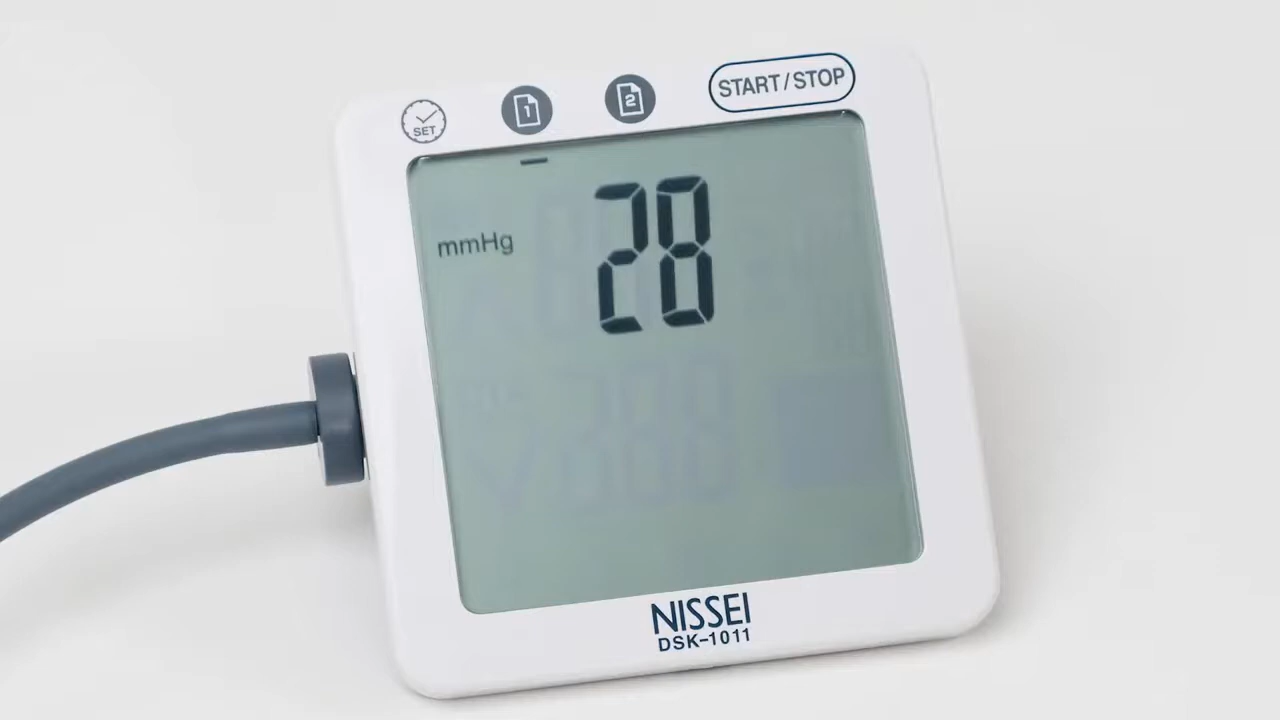 SET
1
2
START/STOP
mmHg
28
NISSEI
DSK-1011